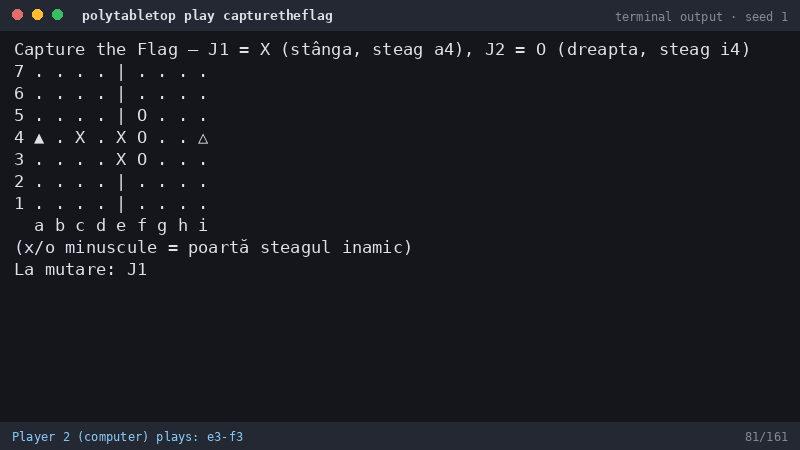 polytabletop play capturetheflag
terminal output · seed 1
Capture the Flag — J1 = X (stânga, steag a4), J2 = O (dreapta, steag i4)
7 . . . . | . . . .
6 . . . . | . . . .
5 . . . . | O . . .
4 ▲ . X . X O . . △
3 . . . . X O . . .
2 . . . . | . . . .
1 . . . . | . . . .
a b c d e f g h i
(x/o minuscule = poartă steagul inamic)
La mutare: J1
Player 2 (computer) plays: e3-f3
81/161